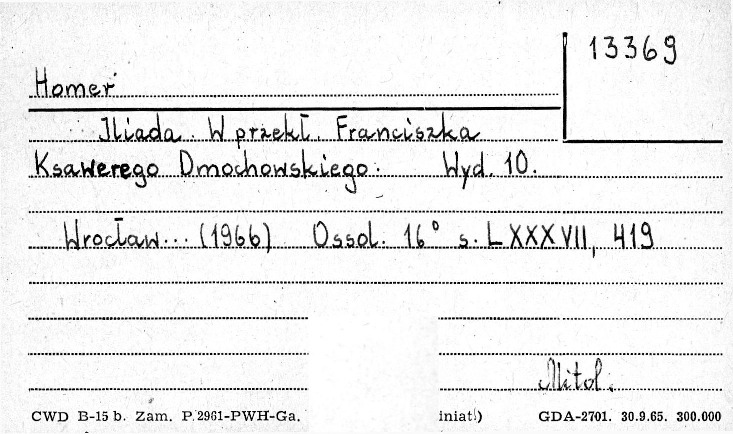 13369
Homer
Iliada. W przekł. Franciszka
Ksawerego Dmochowskiego. Wyd. 10.
Wrocław... (1966) Ossol. 16° s. LXXXVII, 419
Mitol.
CWD B-15 b. Zam. P.2961-PWH-Ga. GDA-2701. 30.9.65. 300.000